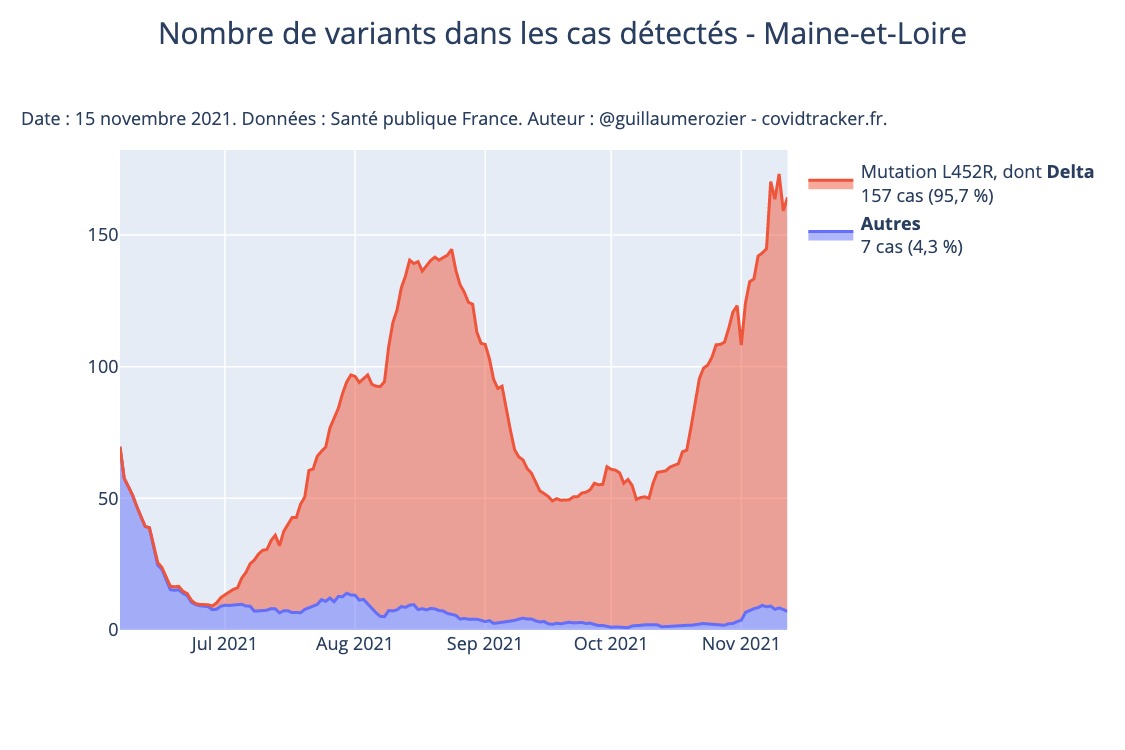 Nombre de variants dans les cas détectés - Maine-et-Loire
Date : 15 novembre 2021. Données : Santé publique France. Auteur : @guillaumerozier - covidtracker.fr.
Mutation L452R, dont Delta
157 cas (95,7 %)
Autres
7 cas (4,3 %)
150
100
50
0
Jul 2021
Aug 2021
Sep 2021
Oct 2021
Nov 2021